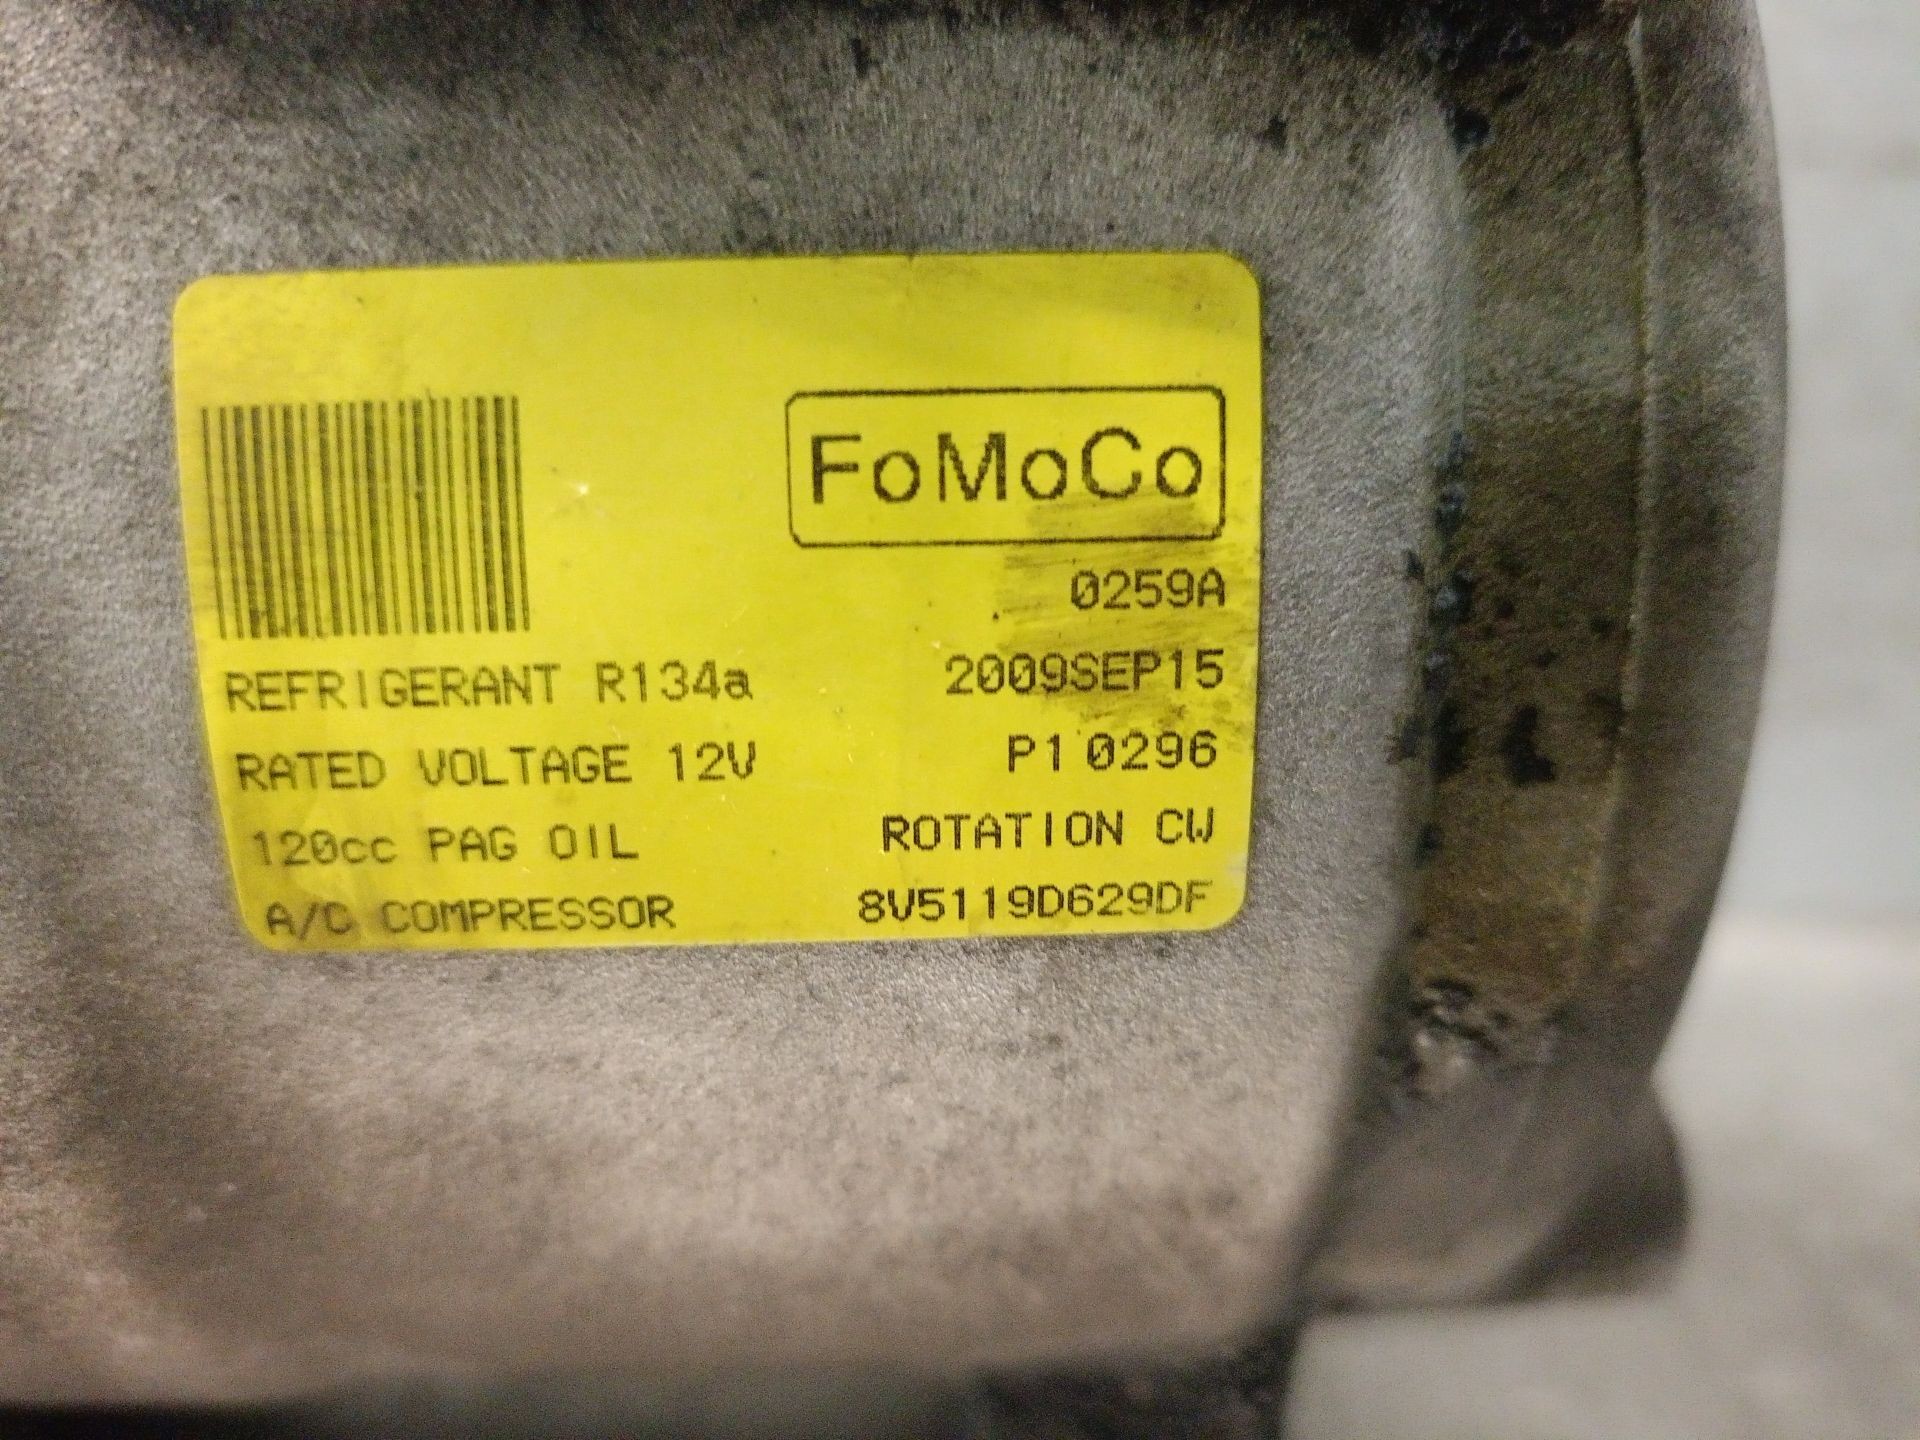 FoMoCo
0259A
REFRIGERANT R134a 2009SEP15
RATED VOLTAGE 12V P1 0296
120cc PAG OIL ROTATION CW
A/C COMPRESSOR 8V5119D629DF